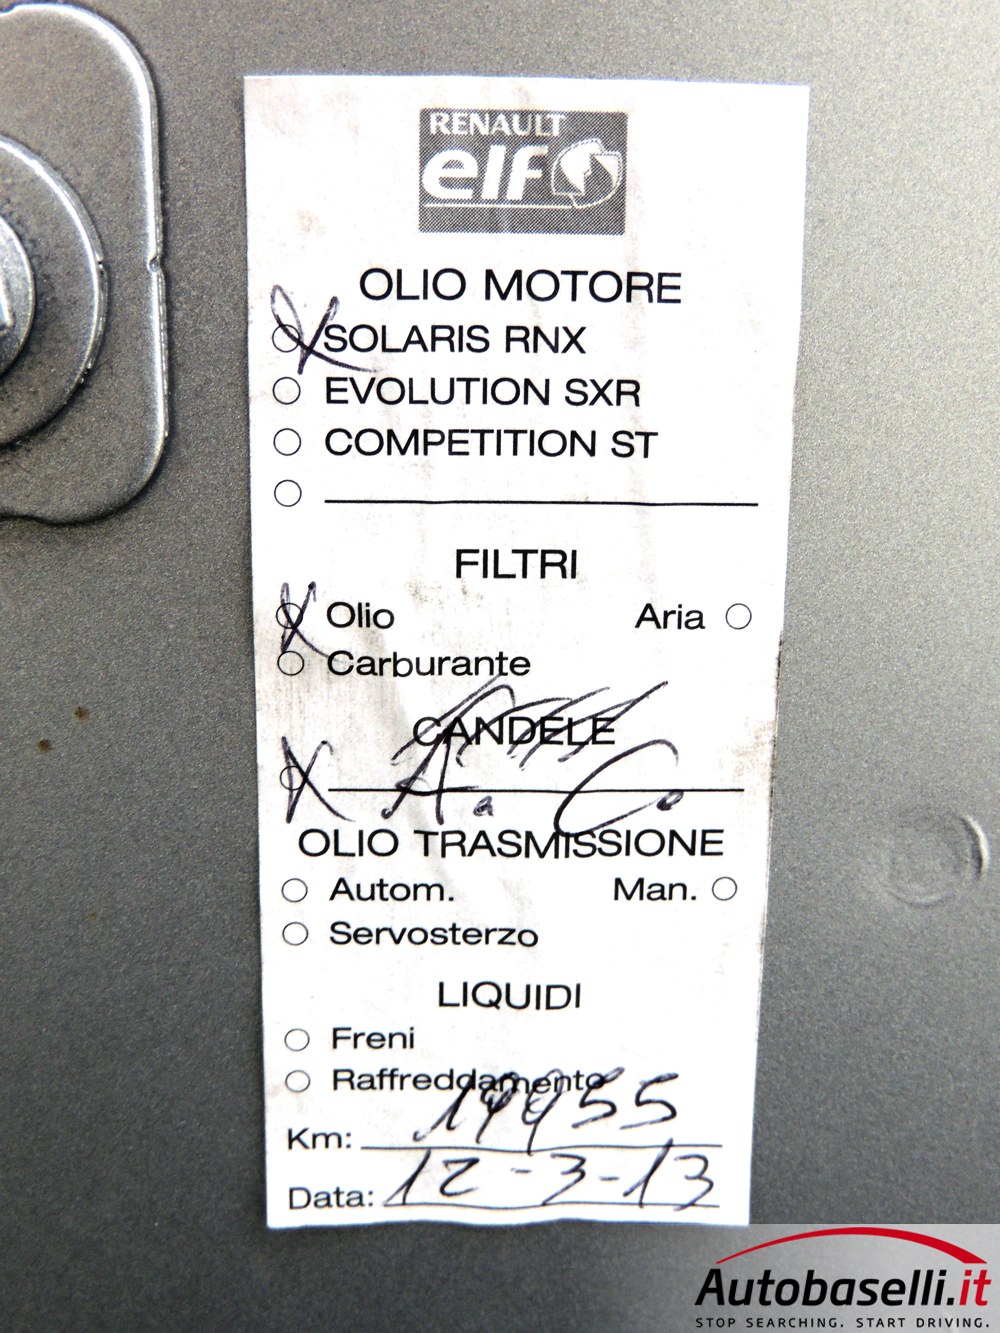 RENAULT
elf
OLIO MOTORE
X SOLARIS RNX
EVOLUTION SXR
COMPETITION ST
FILTRI
X Olio Aria
Carburante
CANDELE
X A. C.
OLIO TRASMISSIONE
Autom. Man.
Servosterzo
LIQUIDI
Freni
Raffreddamento
Km: 19955
Data: 12-3-13
Autobaselli.it
STOP SEARCHING. START DRIVING.